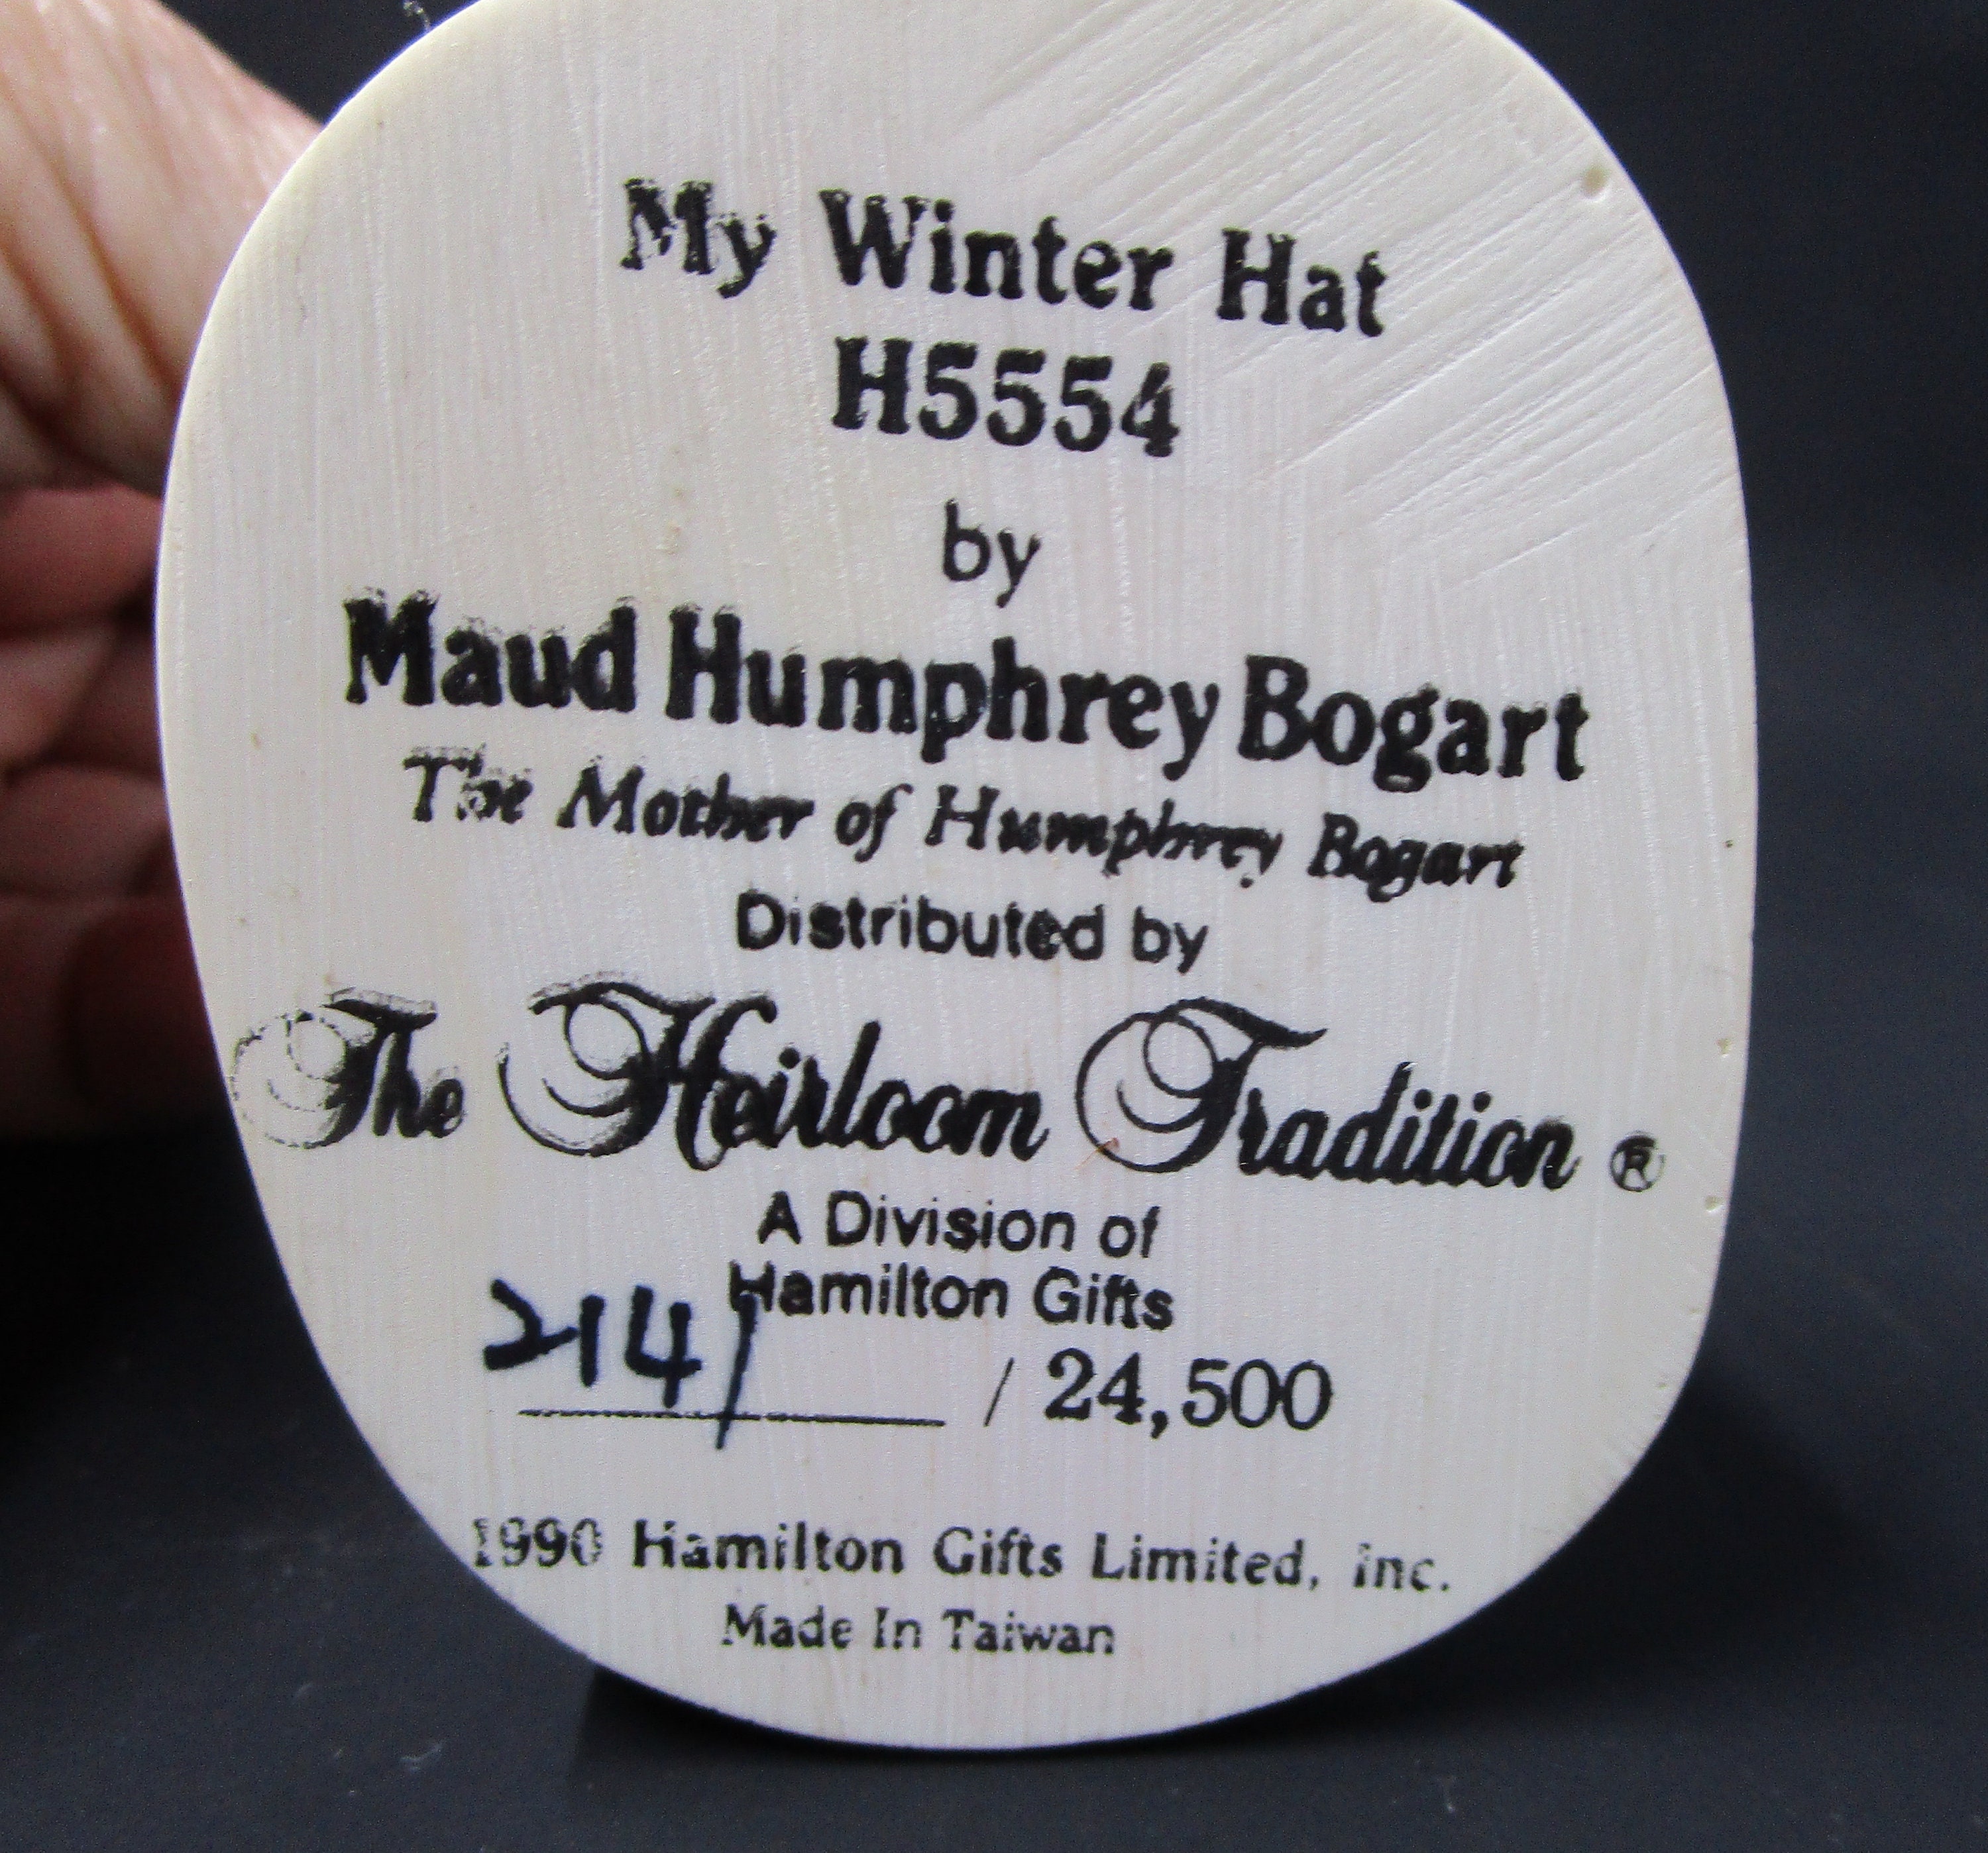 My Winter Hat
H5554
by
Maud Humphrey Bogart
The Mother of Humphrey Bogart
Distributed by
The Heirloom Tradition ®
A Division of
Hamilton Gifts
2141 / 24,500
1990 Hamilton Gifts Limited, Inc.
Made In Taiwan